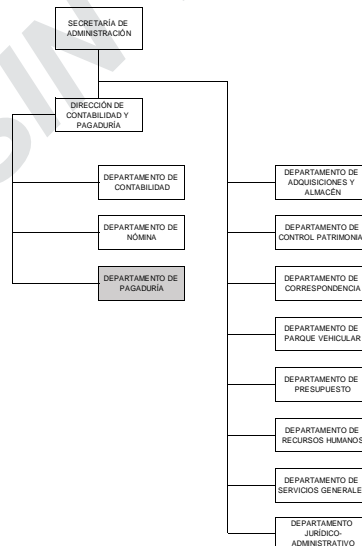 SECRETARÍA DE
ADMINISTRACIÓN
DIRECCIÓN DE
CONTABILIDAD Y
PAGADURÍA
DEPARTAMENTO DE
CONTABILIDAD
DEPARTAMENTO DE
NÓMINA
DEPARTAMENTO DE
PAGADURÍA
DEPARTAMENTO DE
ADQUISICIONES Y
ALMACÉN
DEPARTAMENTO DE
CONTROL PATRIMONIA
DEPARTAMENTO DE
CORRESPONDENCIA
DEPARTAMENTO DE
PARQUE VEHICULAR
DEPARTAMENTO DE
PRESUPUESTO
DEPARTAMENTO DE
RECURSOS HUMANOS
DEPARTAMENTO DE
SERVICIOS GENERALE
DEPARTAMENTO
JURÍDICO-
ADMINISTRATIVO
SIN